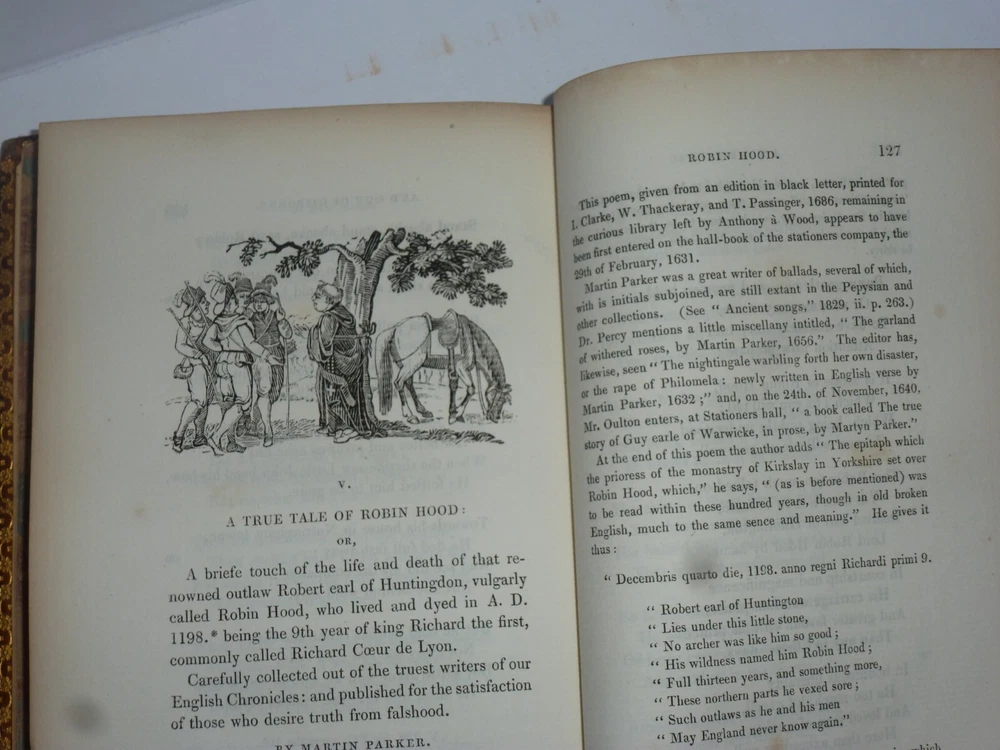 V.
A TRUE TALE OF ROBIN HOOD:
OR,
A briefe touch of the life and death of that re-
nowned outlaw Robert earl of Huntingdon, vulgarly
called Robin Hood, who lived and dyed in A. D.
1198.* being the 9th year of king Richard the first,
commonly called Richard Cœur de Lyon.
Carefully collected out of the truest writers of our
English Chronicles: and published for the satisfaction
of those who desire truth from falshood.
BY MARTIN PARKER.
ROBIN HOOD. 127
This poem, given from an edition in black letter, printed for
I. Clarke, W. Thackeray, and T. Passinger, 1686, remaining in
the curious library left by Anthony à Wood, appears to have
been first entered on the hall-book of the stationers company, the
29th of February, 1631.
Martin Parker was a great writer of ballads, several of which,
with is initials subjoined, are still extant in the Pepysian and
other collections. (See " Ancient songs," 1829, ii. p. 263.)
Dr. Percy mentions a little miscellany intitled, " The garland
of withered roses, by Martin Parker, 1656." The editor has,
likewise, seen " The nightingale warbling forth her own disaster,
or the rape of Philomela: newly written in English verse by
Martin Parker, 1632;" and, on the 24th. of November, 1640,
Mr. Oulton enters, at Stationers hall, " a book called The true
story of Guy earle of Warwicke, in prose, by Martyn Parker."
At the end of this poem the author adds " The epitaph which
the prioress of the monastry of Kirkslay in Yorkshire set over
Robin Hood, which," he says, " (as is before mentioned) was
to be read within these hundred years, though in old broken
English, much to the same sence and meaning." He gives it
thus:
" Decembris quarto die, 1198. anno regni Richardi primi 9.
" Robert earl of Huntington
" Lies under this little stone,
" No archer was like him so good;
" His wildness named him Robin Hood;
" Full thirteen years, and something more,
" These northern parts he vexed sore;
" Such outlaws as he and his men
" May England never know again."
which